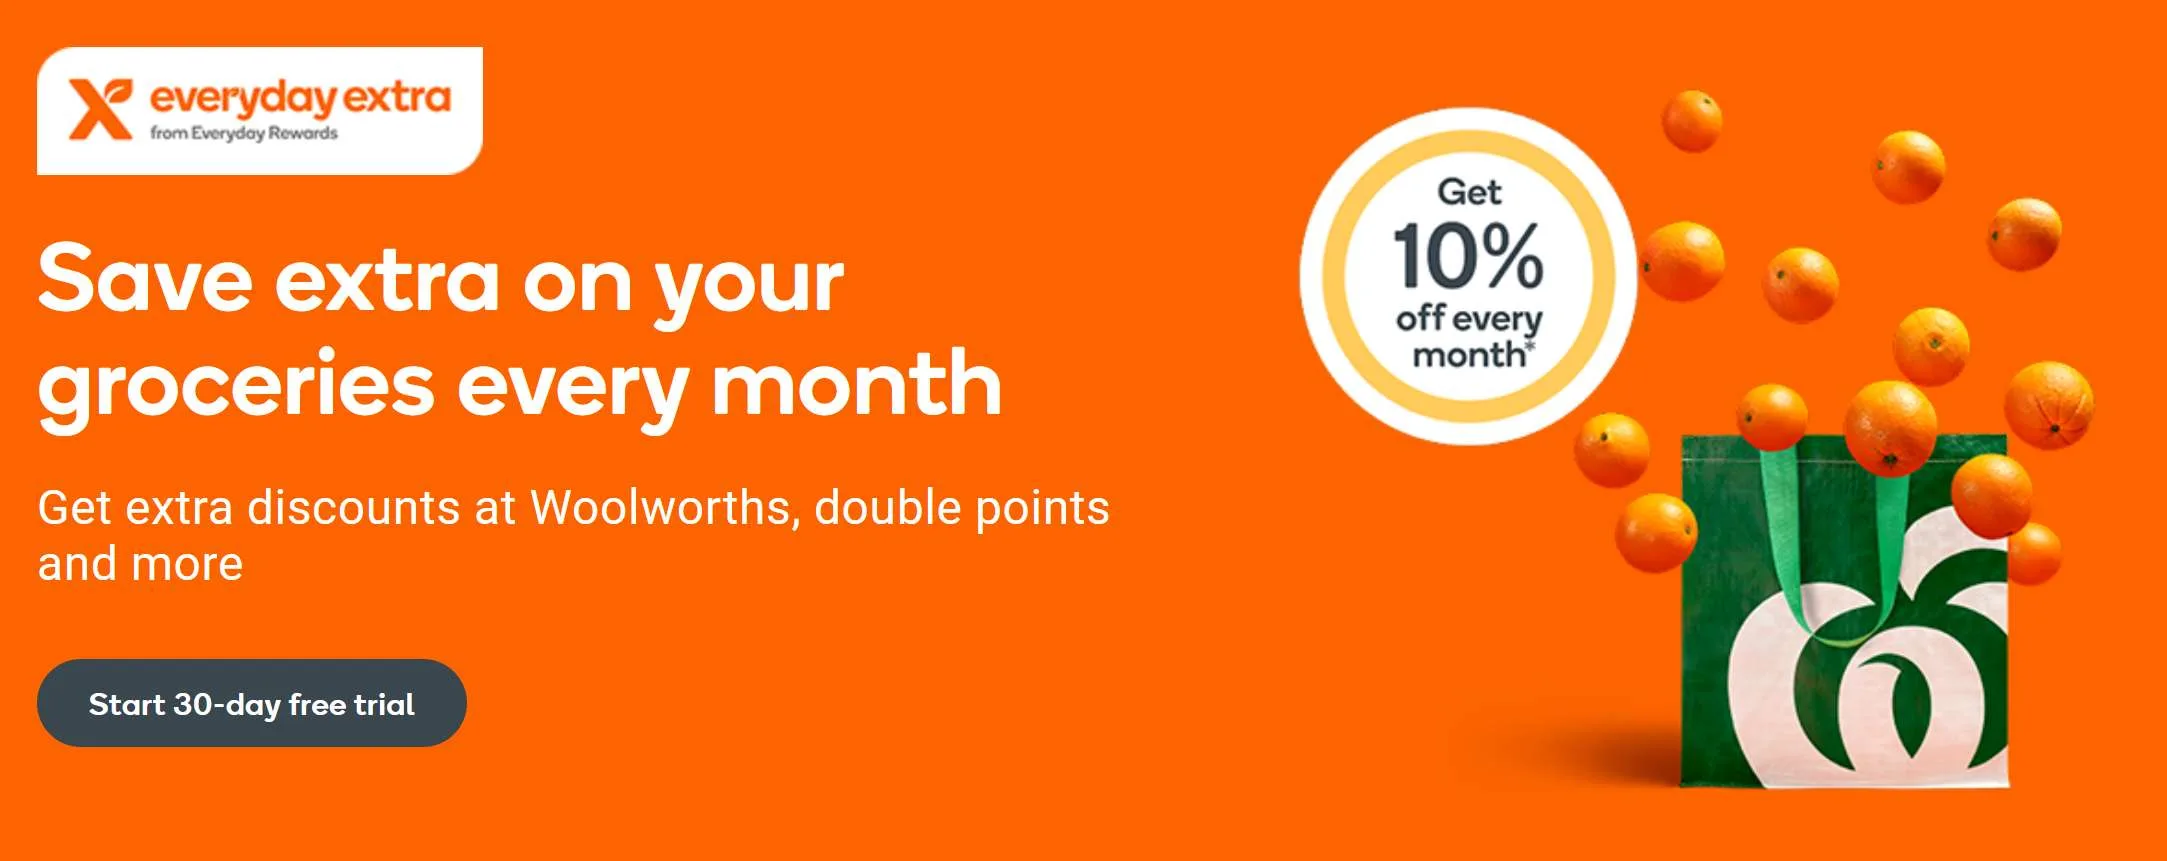 everyday extra
from Everyday Rewards
Save extra on your
groceries every month
Get extra discounts at Woolworths, double points
and more
Start 30-day free trial
Get
10%
off every
month*